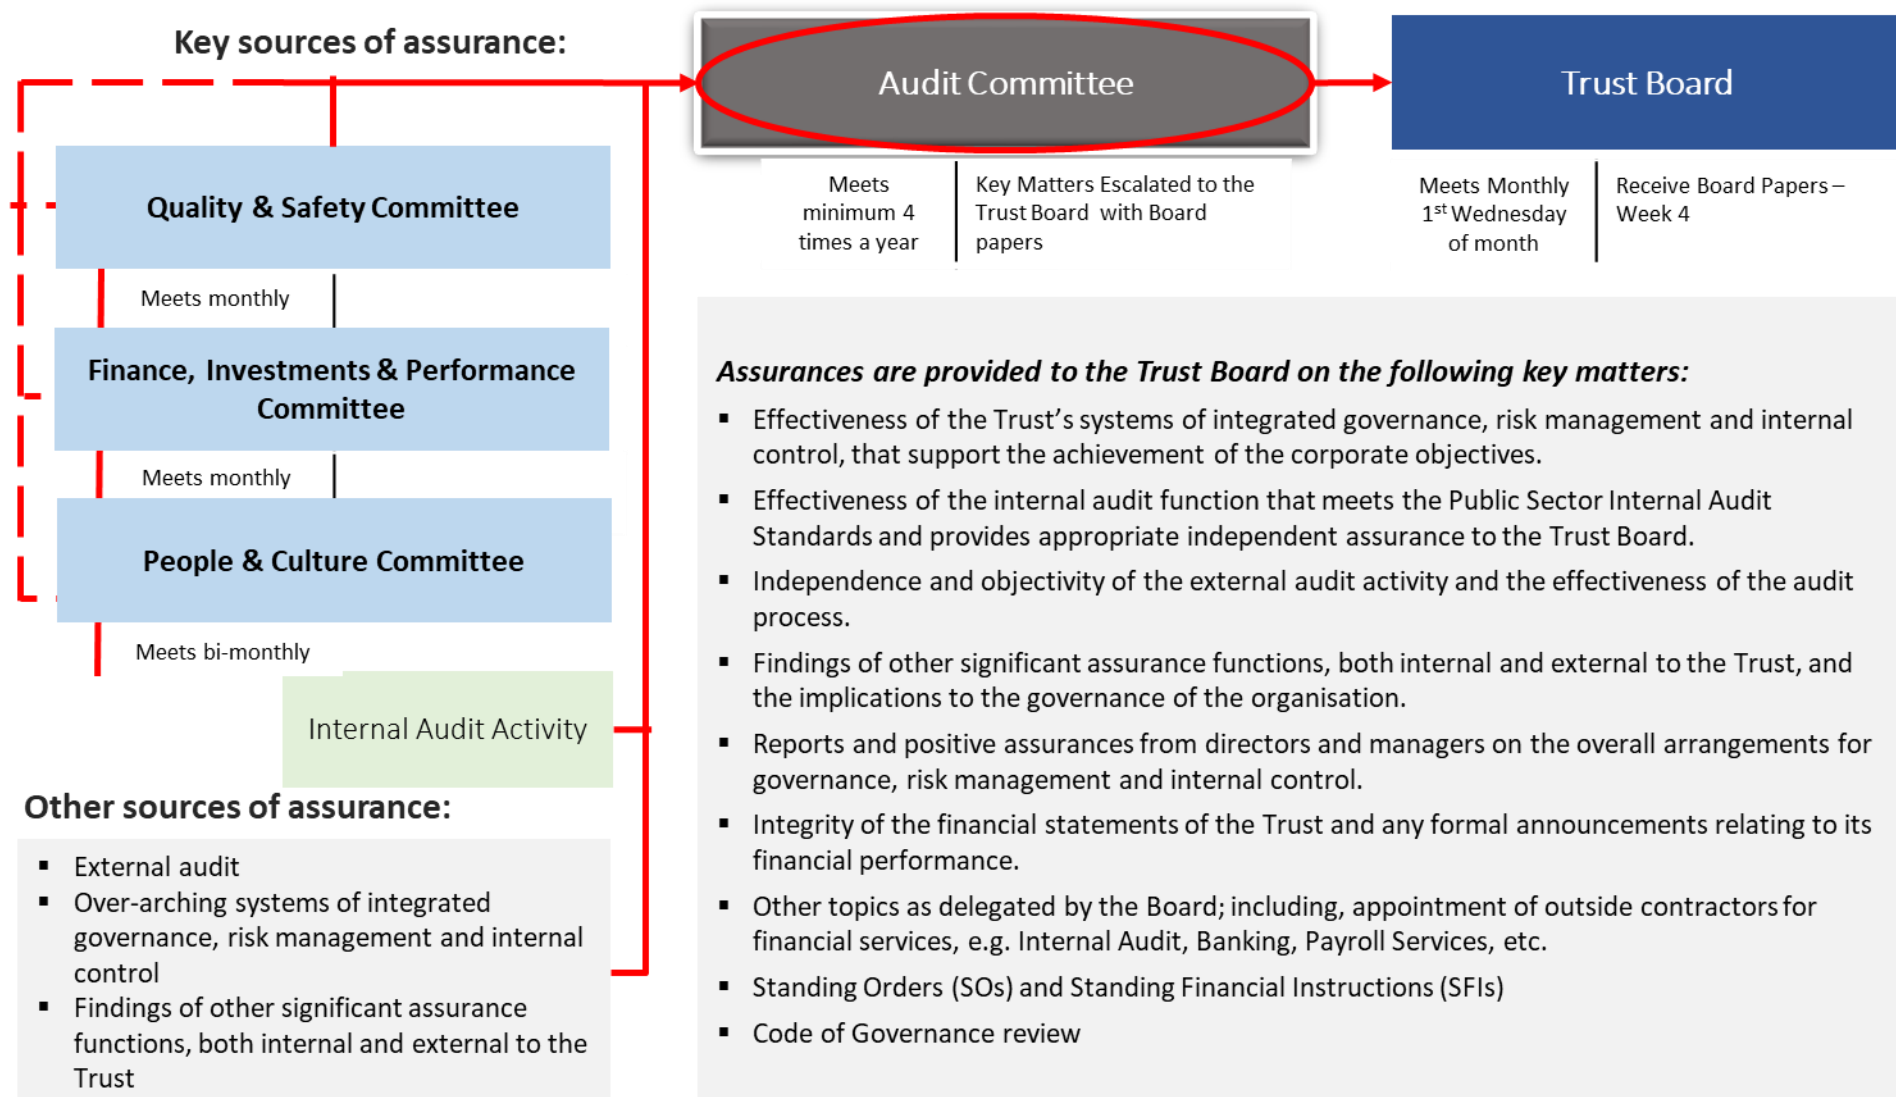 Key sources of assurance:
Audit Committee
Trust Board
Quality & Safety Committee
Meets monthly
Finance, Investments & Performance
Committee
Meets monthly
People & Culture Committee
Meets bi-monthly
Internal Audit Activity
Other sources of assurance:
▪ External audit
▪ Over-arching systems of integrated
governance, risk management and internal
control
▪ Findings of other significant assurance
functions, both internal and external to the
Trust
Meets
minimum 4
times a year
Key Matters Escalated to the
Trust Board with Board
papers
Meets Monthly
1st Wednesday
of month
Receive Board Papers –
Week 4
Assurances are provided to the Trust Board on the following key matters:
▪ Effectiveness of the Trust’s systems of integrated governance, risk management and internal
control, that support the achievement of the corporate objectives.
▪ Effectiveness of the internal audit function that meets the Public Sector Internal Audit
Standards and provides appropriate independent assurance to the Trust Board.
▪ Independence and objectivity of the external audit activity and the effectiveness of the audit
process.
▪ Findings of other significant assurance functions, both internal and external to the Trust, and
the implications to the governance of the organisation.
▪ Reports and positive assurances from directors and managers on the overall arrangements for
governance, risk management and internal control.
▪ Integrity of the financial statements of the Trust and any formal announcements relating to its
financial performance.
▪ Other topics as delegated by the Board; including, appointment of outside contractors for
financial services, e.g. Internal Audit, Banking, Payroll Services, etc.
▪ Standing Orders (SOs) and Standing Financial Instructions (SFIs)
▪ Code of Governance review